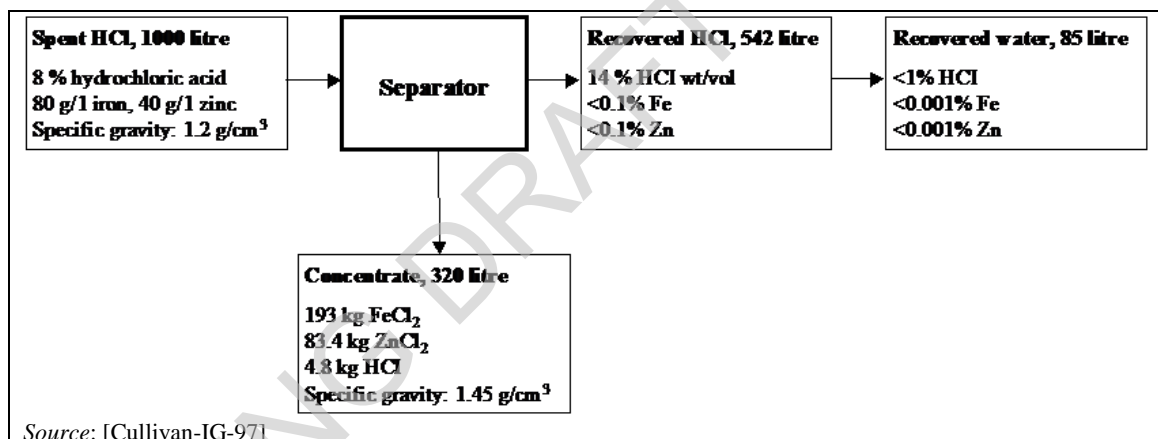 Spent HCl, 1000 litre
8 % hydrochloric acid
80 g/l iron, 40 g/l zinc
Specific gravity: 1.2 g/cm³
Separator
Recovered HCl, 542 litre
14 % HCl wt/vol
<0.1% Fe
<0.1% Zn
Recovered water, 85 litre
<1% HCl
<0.001% Fe
<0.001% Zn
Concentrate, 320 litre
193 kg FeCl₂
83.4 kg ZnCl₂
4.8 kg HCl
Specific gravity: 1.45 g/cm³
Source: [Cullivan-IG-97]
NG DRAFT